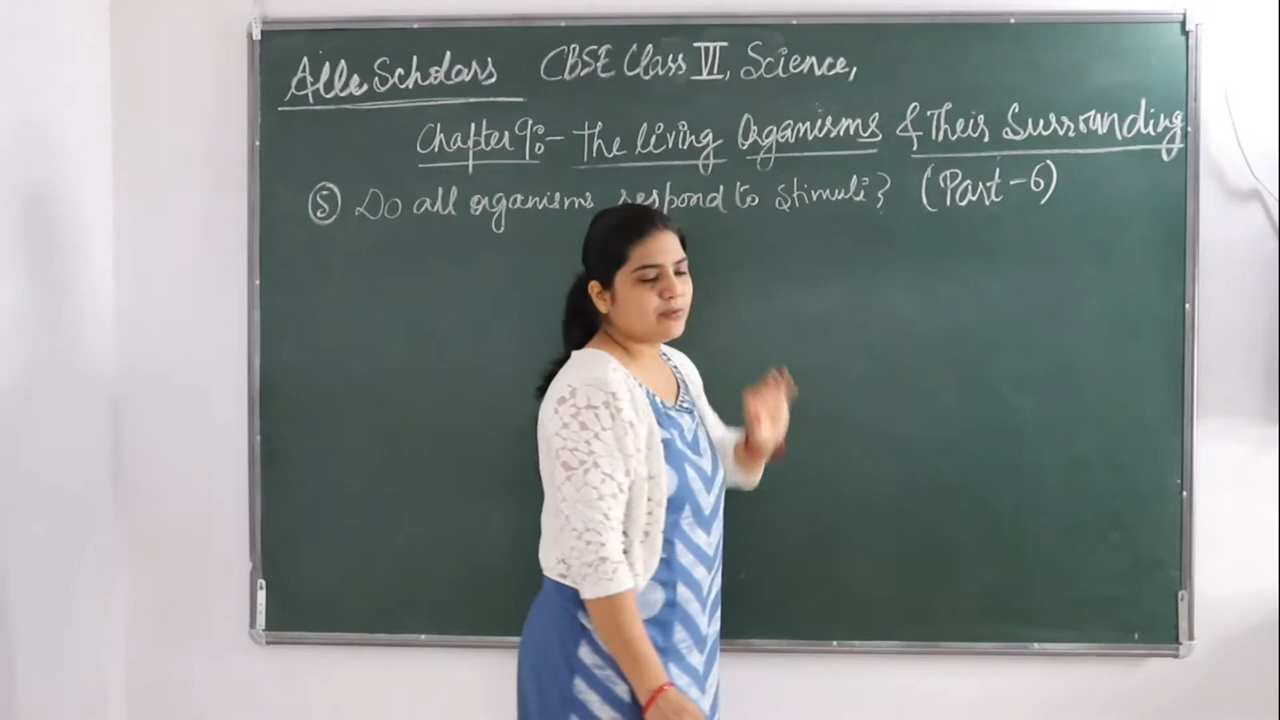 Alle Scholars CBSE Class VI, Science,
Chapter 9:- The living Organisms & Their Surrounding
⑤ Do all organisms respond to stimuli? (Part-6)